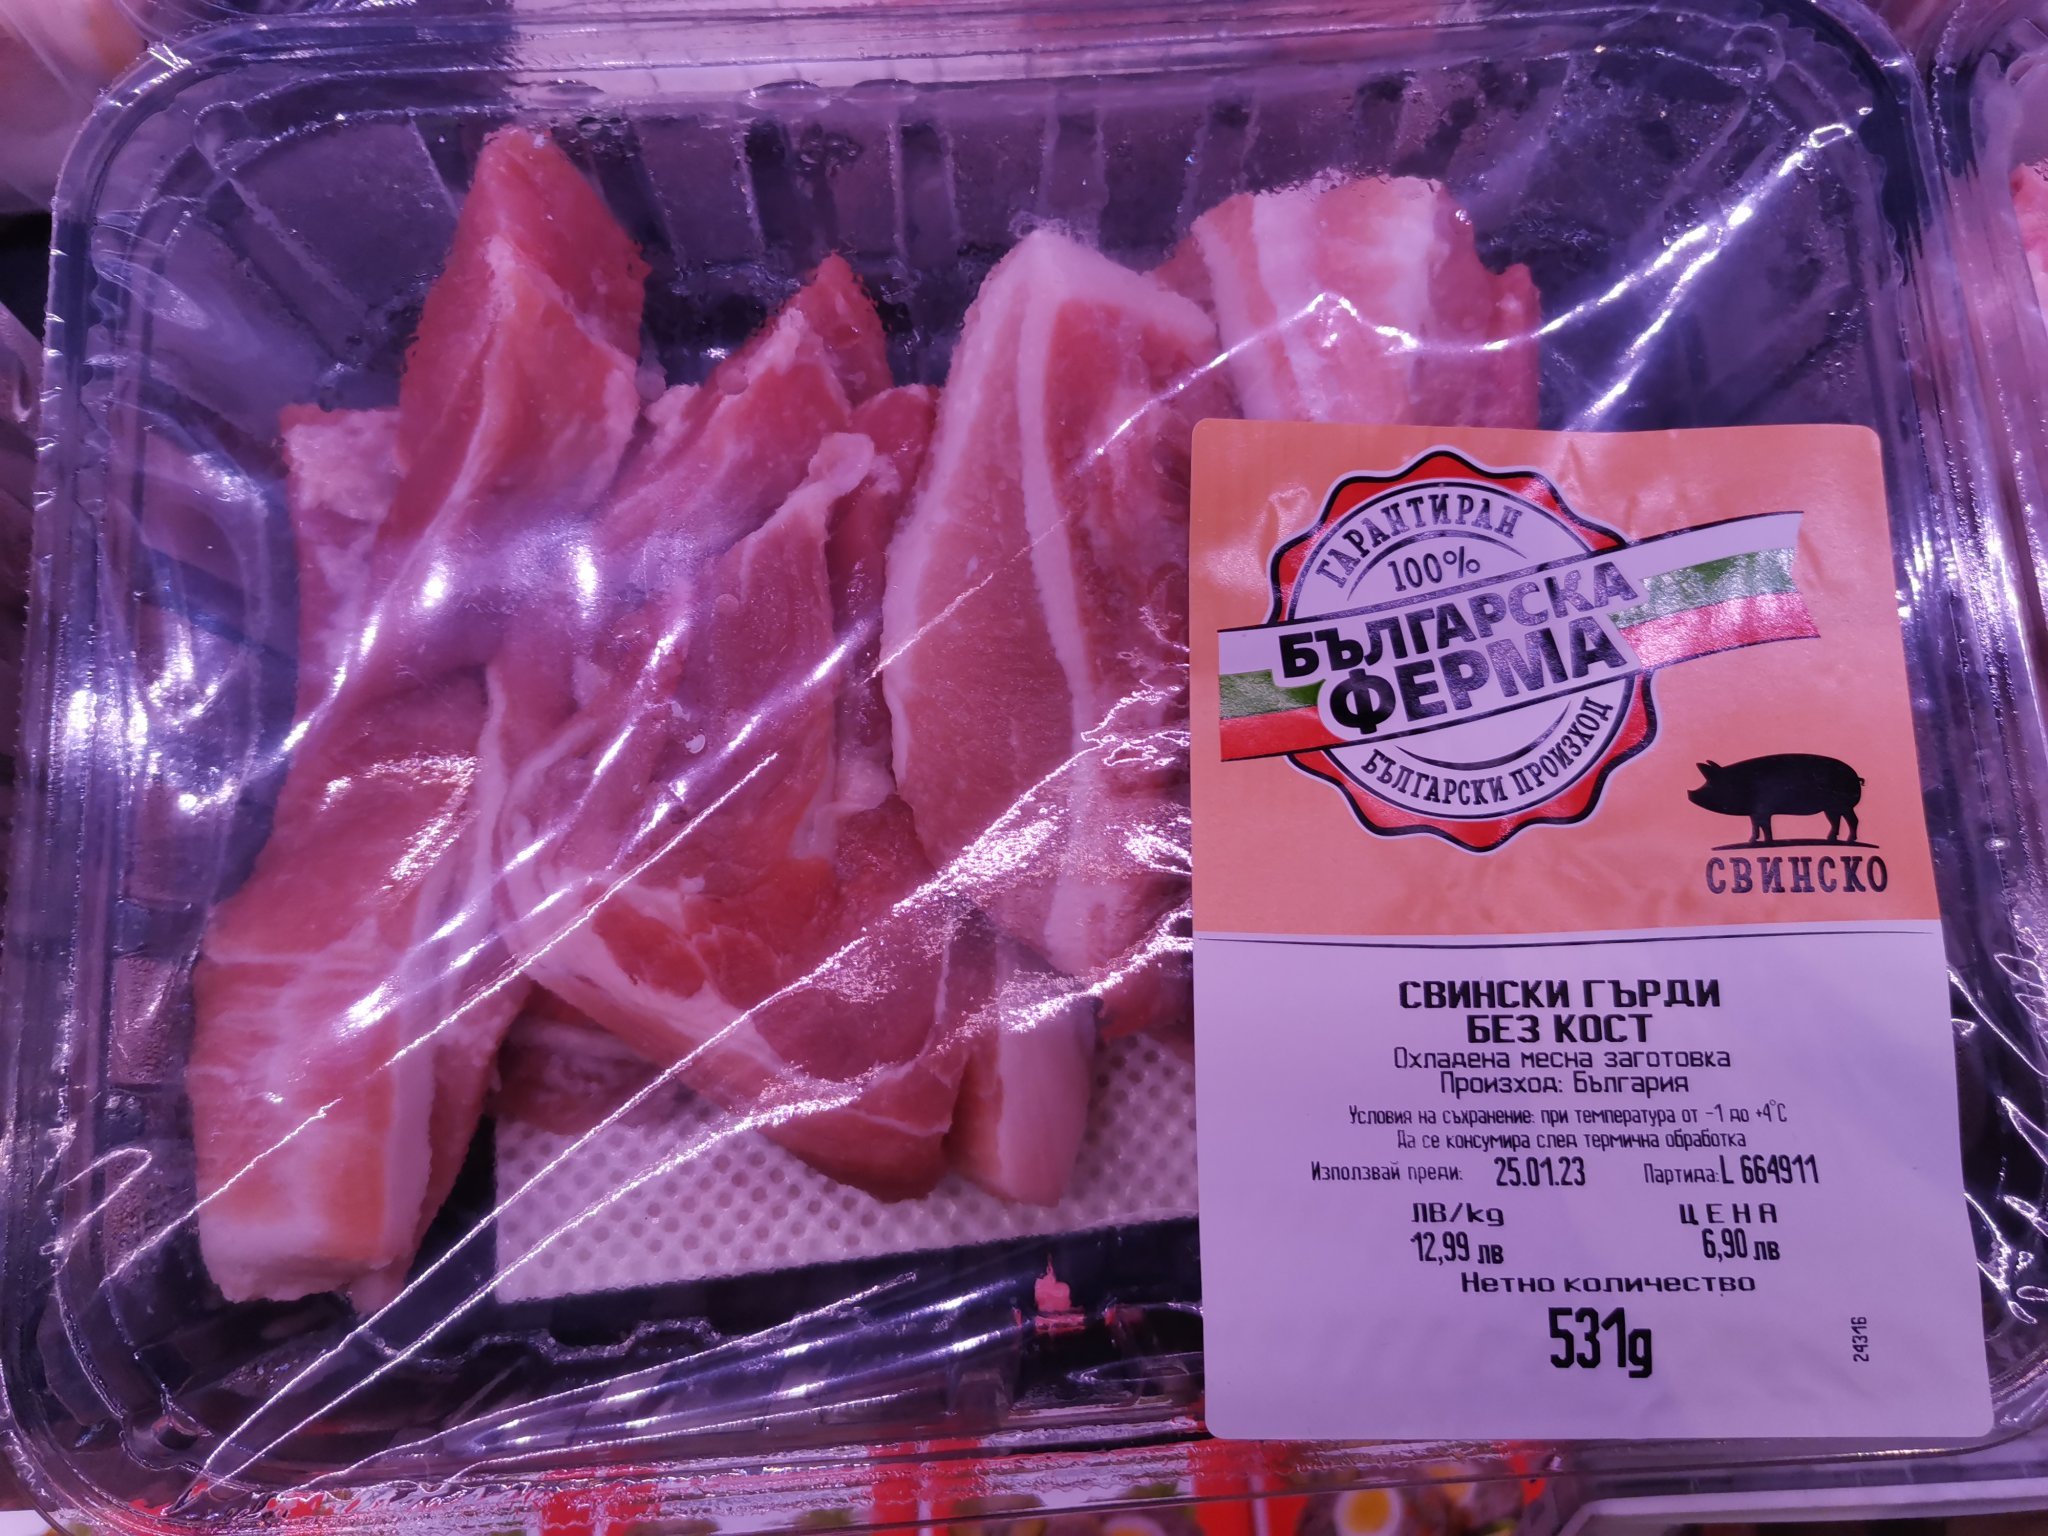 ГАРАНТИРАН
100%
БЪЛГАРСКА
ФЕРМА
БЪЛГАРСКИ ПРОИЗХОД
СВИНСКО
СВИНСКИ ГЪРДИ
БЕЗ КОСТ
Охладена месна заготовка
Произход: България
Условия на съхранение: при температура от -1 до +4°C
Да се консумира след термична обработка
Използвай преди: 25.01.23 Партида: L 664911
ЛВ/kg ЦЕНА
12,99 лв 6,90 лв
Нетно количество
531g
24316